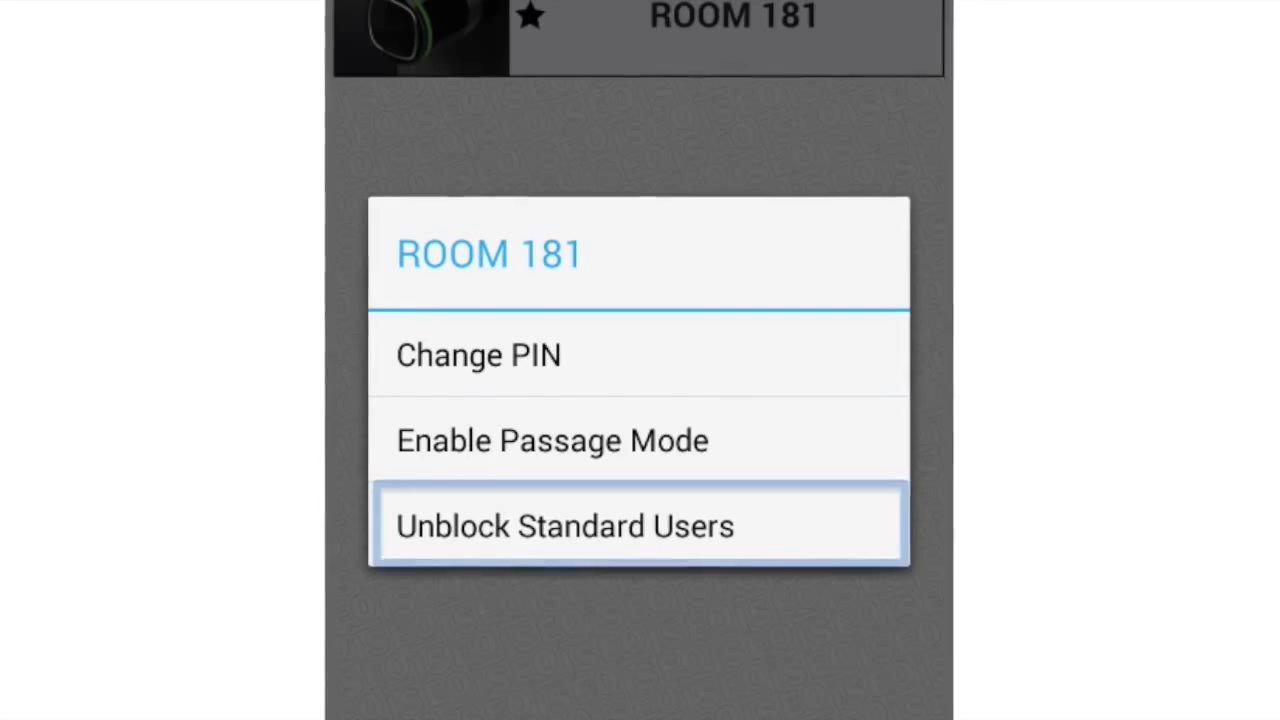 ROOM 181
ROOM 181
Change PIN
Enable Passage Mode
Unblock Standard Users